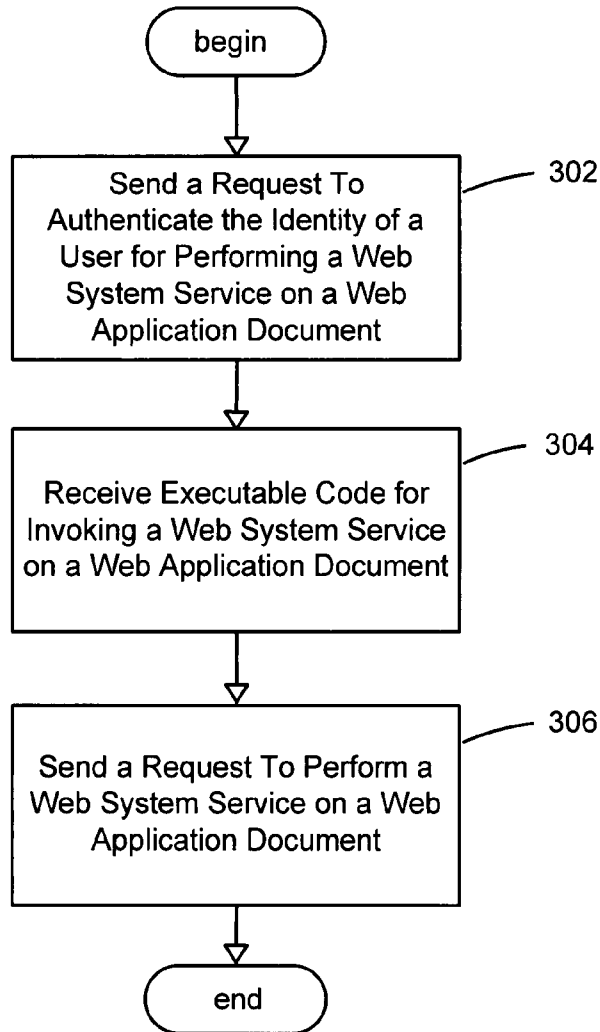 begin
302
Send a Request To
Authenticate the Identity of a
User for Performing a Web
System Service on a Web
Application Document
304
Receive Executable Code for
Invoking a Web System Service
on a Web Application Document
306
Send a Request To Perform a
Web System Service on a Web
Application Document
end